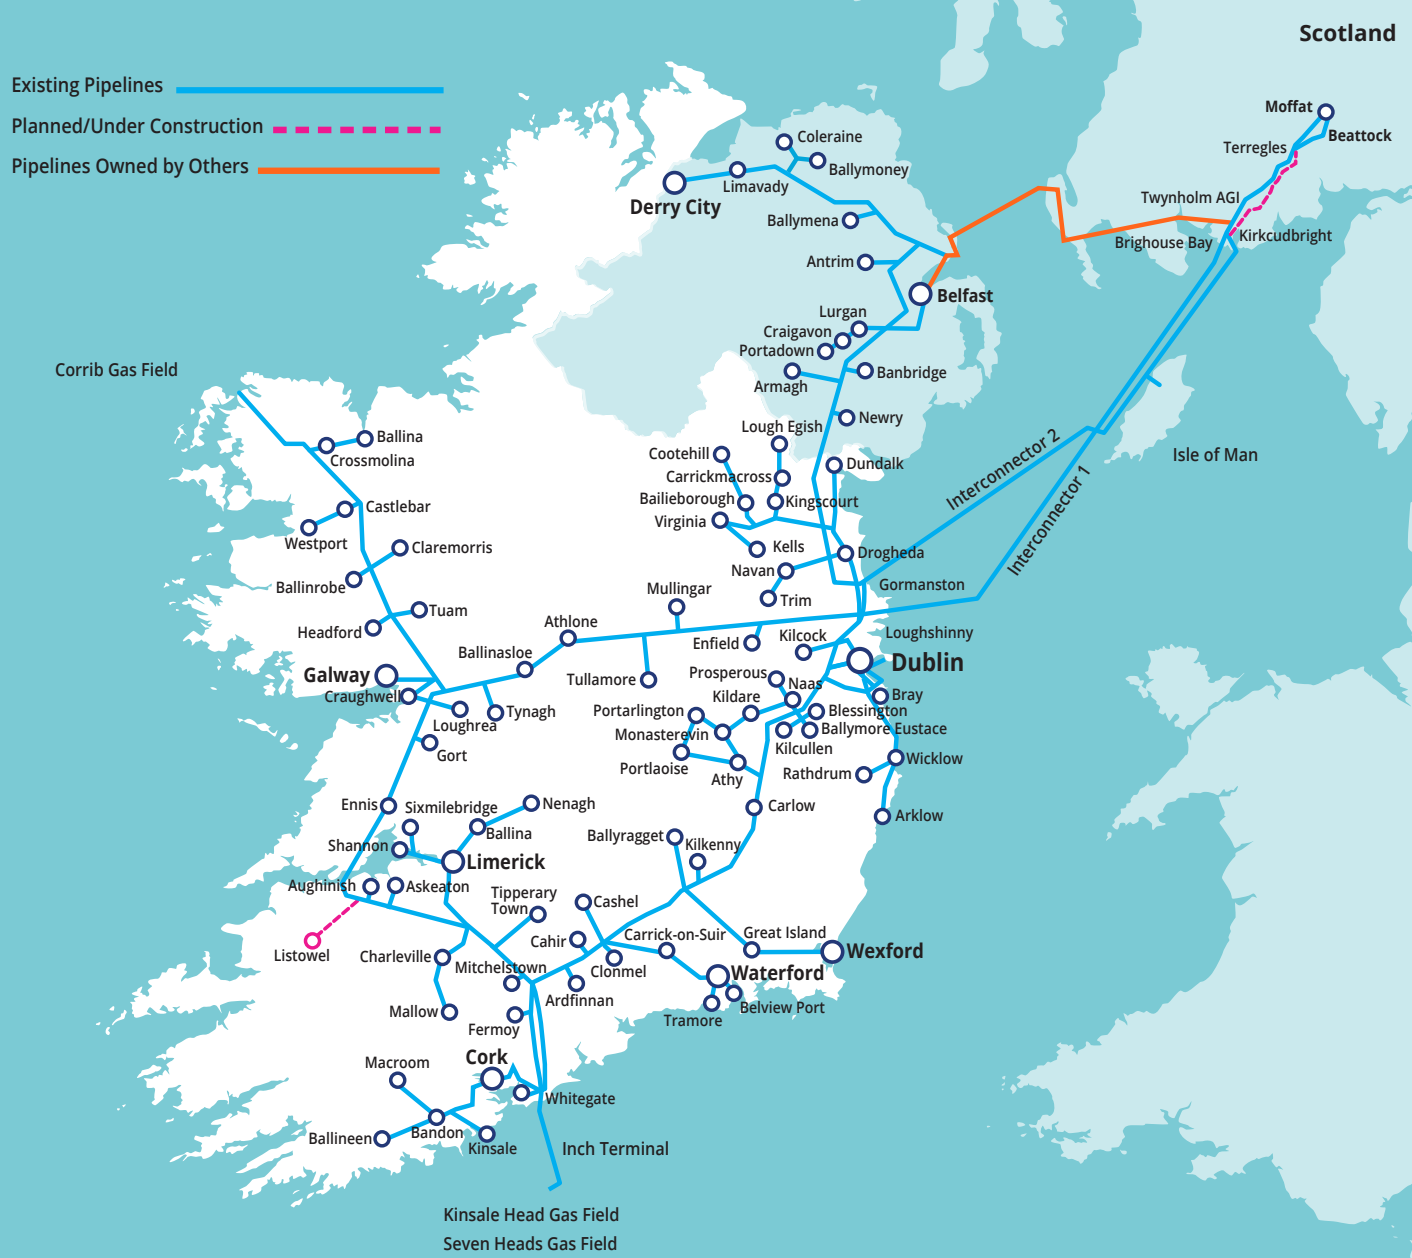 Scotland
Existing Pipelines
Planned/Under Construction
Pipelines Owned by Others
Moffat
Beattock
Terregles
Twynholm AGI
Brighouse Bay
Kirkcudbright
Coleraine
Ballymoney
Limavady
Derry City
Ballymena
Antrim
Belfast
Lurgan
Craigavon
Portadown
Armagh
Banbridge
Newry
Corrib Gas Field
Ballina
Crossmolina
Castlebar
Westport
Claremorris
Ballinrobe
Tuam
Headford
Lough Egish
Cootehill
Carrickmacross
Dundalk
Bailieborough
Kingscourt
Virginia
Kells
Navan
Drogheda
Trim
Gormanston
Interconnector 2
Interconnector 1
Isle of Man
Mullingar
Athlone
Enfield
Kilcock
Loughshinny
Dublin
Ballinasloe
Galway
Craughwell
Loughrea
Tynagh
Tullamore
Gort
Prosperous
Naas
Kildare
Bray
Blessington
Portarlington
Monasterevin
Ballymore Eustace
Kilcullen
Portlaoise
Athy
Rathdrum
Wicklow
Carlow
Arklow
Ennis
Sixmilebridge
Nenagh
Ballina
Shannon
Limerick
Ballyragget
Kilkenny
Aughinish
Askeaton
Tipperary
Town
Cashel
Listowel
Charleville
Cahir
Carrick-on-Suir
Great Island
Wexford
Mitchelstown
Clonmel
Waterford
Ardfinnan
Belview Port
Tramore
Mallow
Fermoy
Cork
Macroom
Whitegate
Ballineen
Bandon
Kinsale
Inch Terminal
Kinsale Head Gas Field
Seven Heads Gas Field